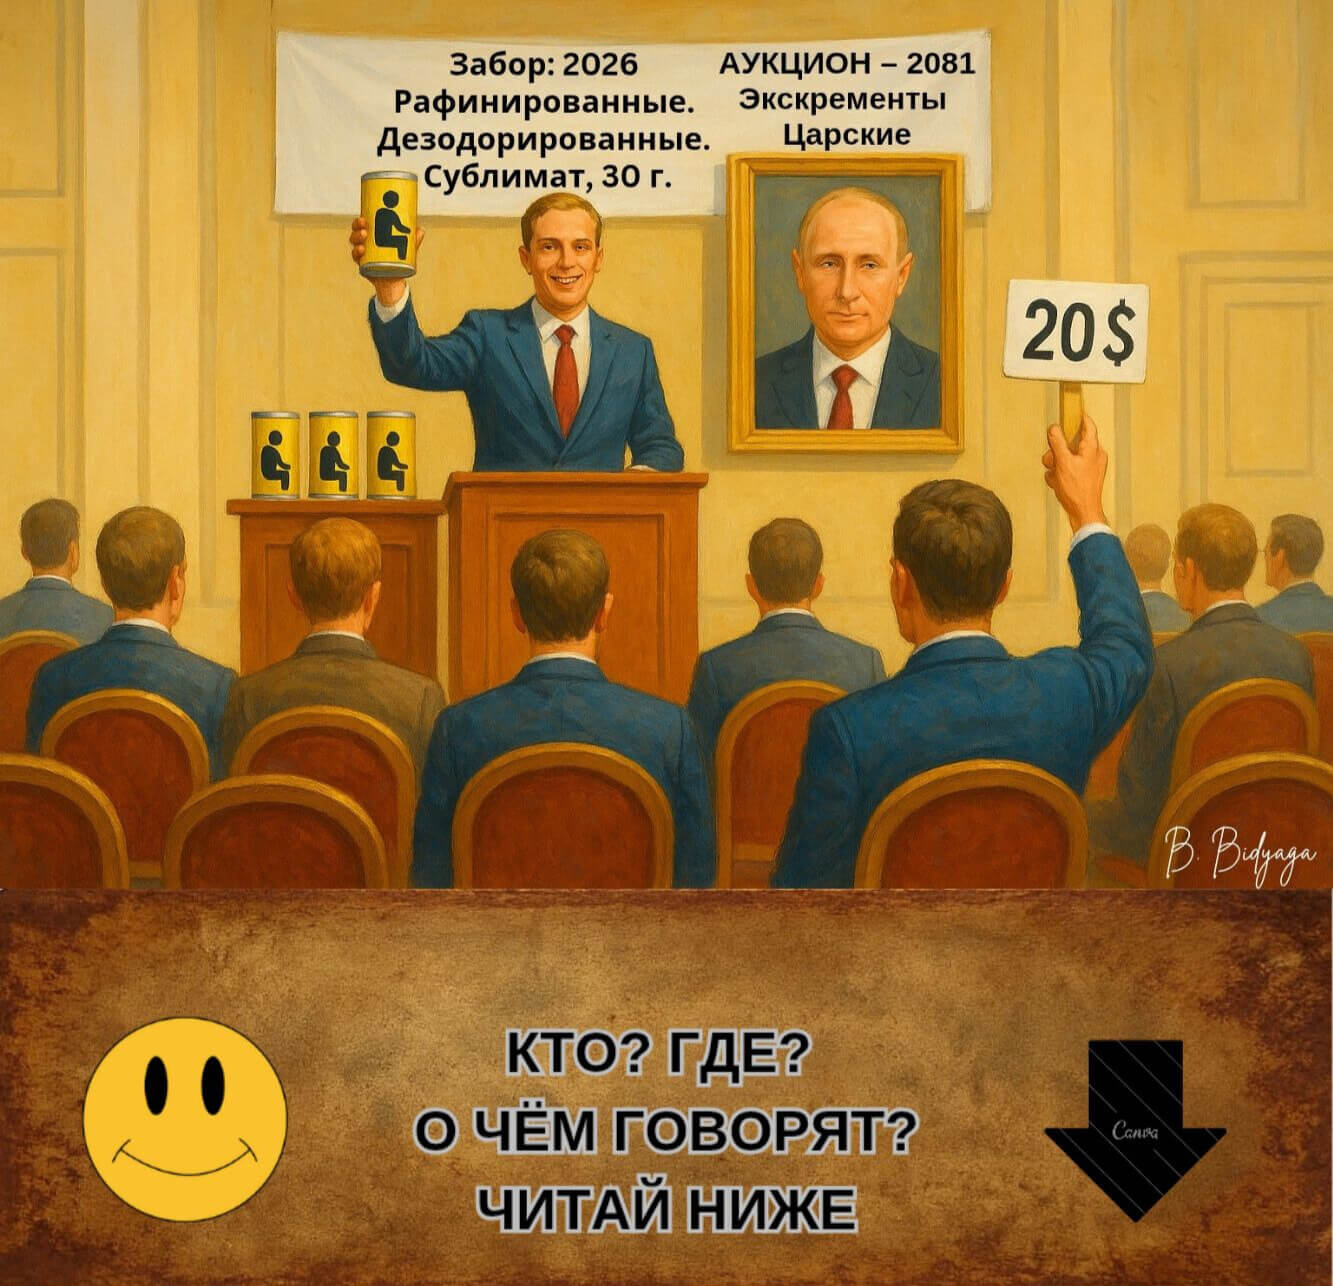 Забор: 2026
Рафинированные.
Дезодорированные.
Сублимат, 30 г.
АУКЦИОН – 2081
Экскременты
Царские
20$
B. Bidyaga
КТО? ГДЕ?
О ЧЁМ ГОВОРЯТ?
ЧИТАЙ НИЖЕ
Canva